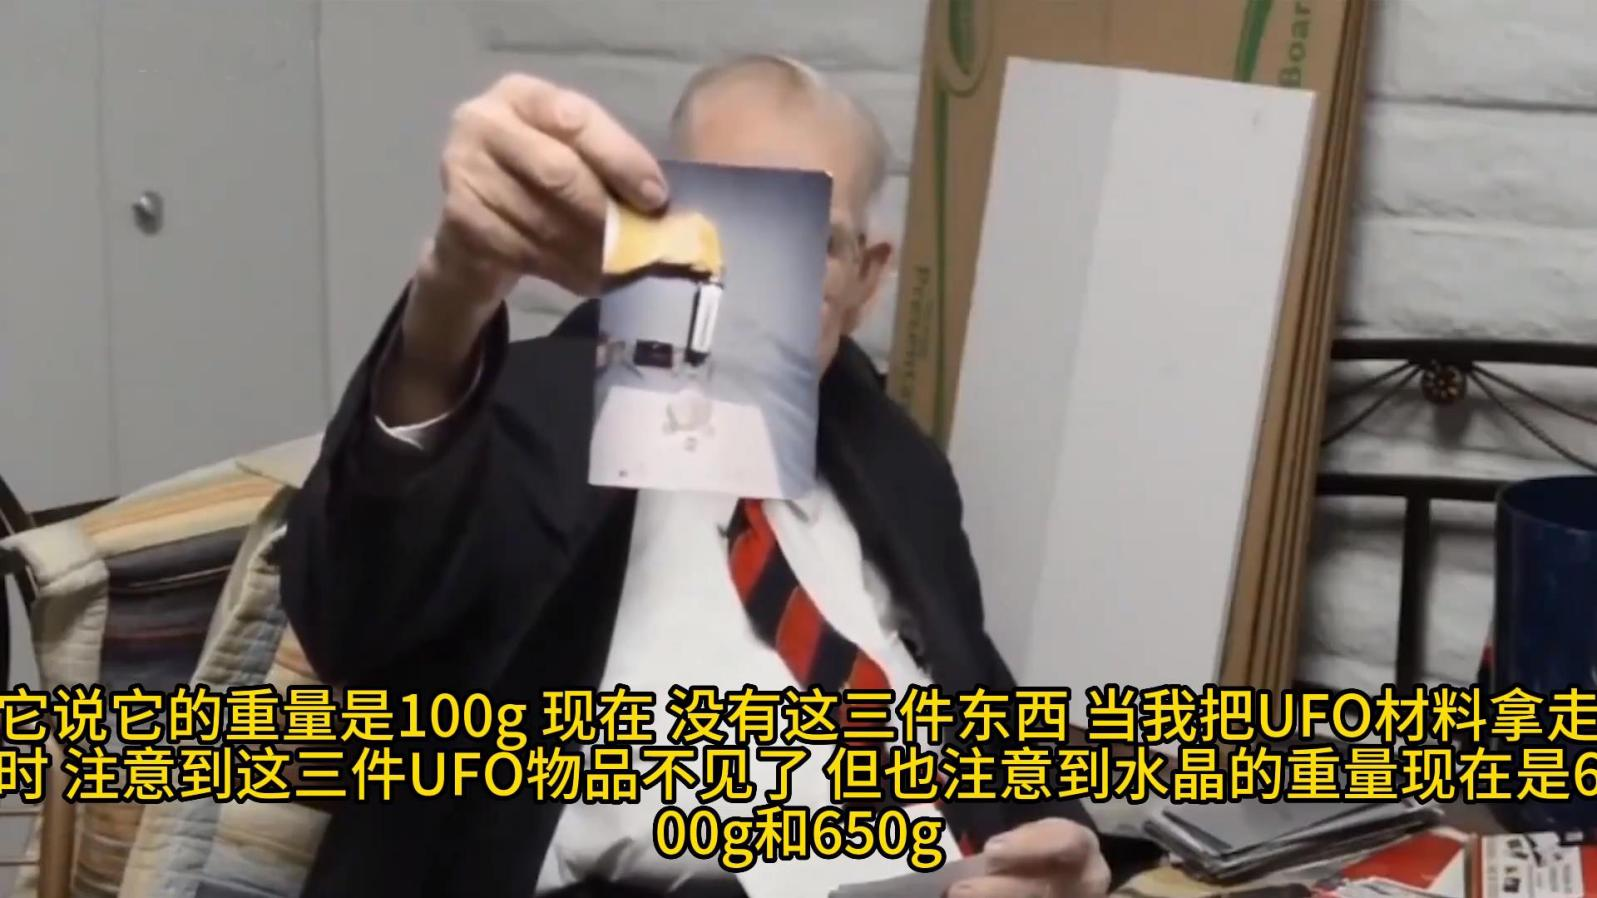 Boar
它说它的重量是100g 现在 没有这三件东西 当我把UFO材料拿走
时 注意到这三件UFO物品不见了 但也注意到水晶的重量现在是6
00g和650g